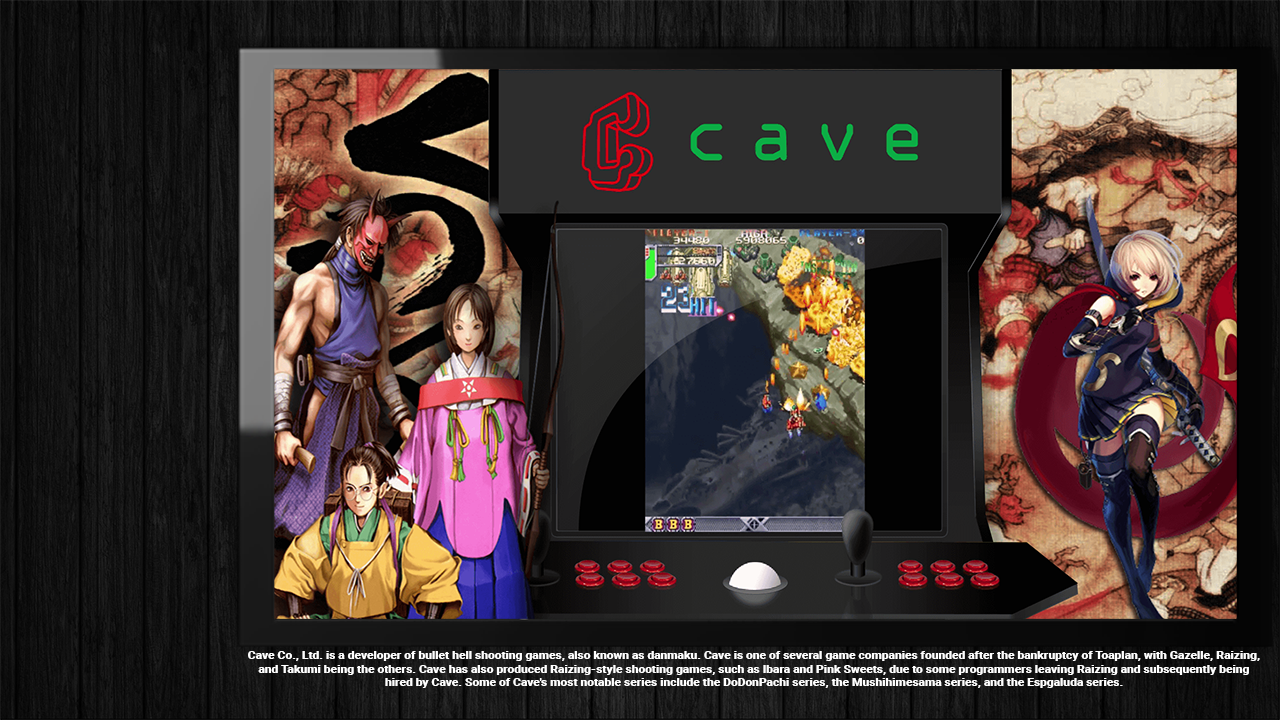 cave
HIGH
34480
5908065
0
23 HIT
B B B
Cave Co., Ltd. is a developer of bullet hell shooting games, also known as danmaku. Cave is one of several game companies founded after the bankruptcy of Toaplan, with Gazelle, Raizing,
and Takumi being the others. Cave has also produced Raizing-style shooting games, such as Ibara and Pink Sweets, due to some programmers leaving Raizing and subsequently being
hired by Cave. Some of Cave's most notable series include the DoDonPachi series, the Mushihimesama series, and the Espgaluda series.